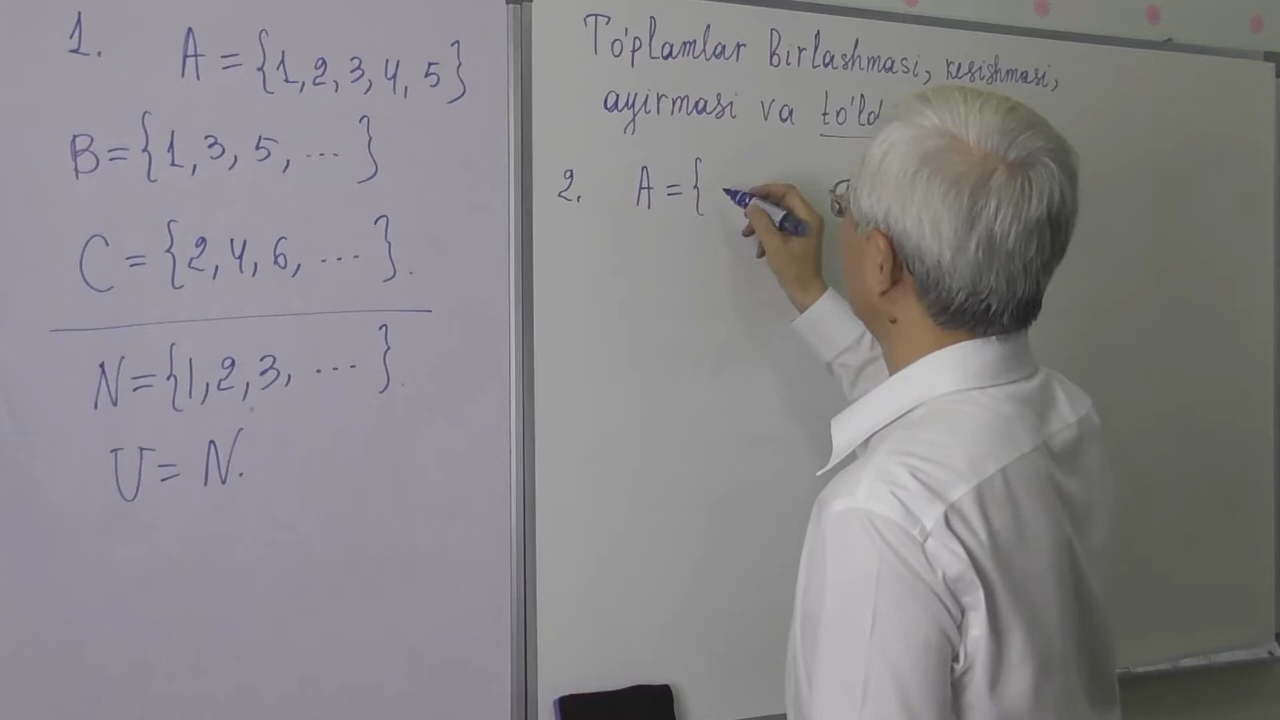 1. A = {1, 2, 3, 4, 5}
B = {1, 3, 5, ... }
C = {2, 4, 6, ... }.
N = {1, 2, 3, ... }.
U = N.
To'plamlar Birlashmasi, kesishmasi,
ayirmasi va
2. A = {